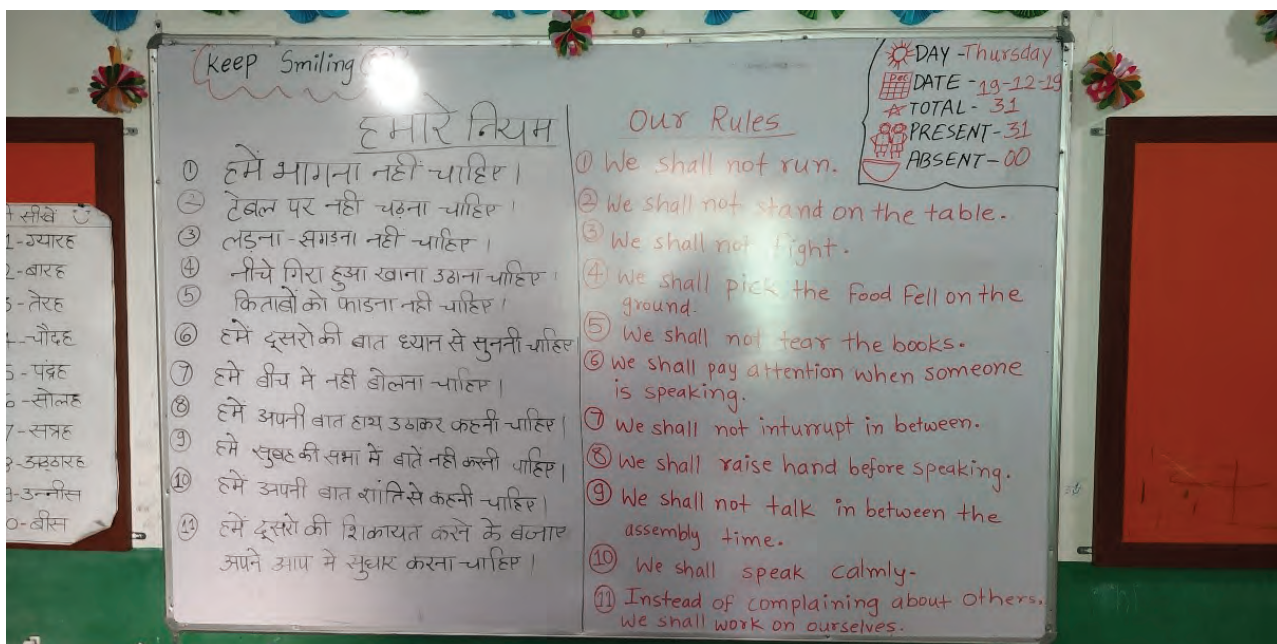 Keep Smiling
हमारे नियम
① हमें भागना नहीं चाहिए।
② टेबल पर नही चढ़ना चाहिए।
③ लड़ना-झगडना नही चाहिए।
④ नीचे गिरा हुआ खाना उठाना चाहिए।
⑤ किताबों को फाडना नही चाहिए।
⑥ हमें दूसरो की बात ध्यान से सुननी चाहिए
⑦ हमे बीच मे नही बोलना चाहिए।
⑧ हमें अपनी बात हाथ उठाकर कहनी चाहिए।
⑨ हमे सुबह की सभा में बातें नही करनी चाहिए।
⑩ हमें अपनी बात शांति से कहनी चाहिए।
⑪ हमें दूसरो की शिकायत करने के बजाए
अपने आप मे सुधार करना चाहिए।
Our Rules
① We shall not run.
② We shall not stand on the table.
③ We shall not fight.
④ We shall pick the food fell on the
ground.
⑤ We shall not tear the books.
⑥ We shall pay attention when someone
is speaking.
⑦ We shall not inturrupt in between.
⑧ We shall raise hand before speaking.
⑨ We shall not talk in between the
assembly time.
⑩ We shall speak calmly-
⑪ Instead of complaining about others.
We shall work on ourselves.
DAY - Thursday
Dec DATE - 19-12-19
TOTAL - 31
PRESENT - 31
ABSENT - 00
सीखें
1-ग्यारह
2-बारह
3-तेरह
4-चौदह
5-पंद्रह
6-सोलह
7-सत्रह
8-अठ्ठारह
9-उन्नीस
0-बीस